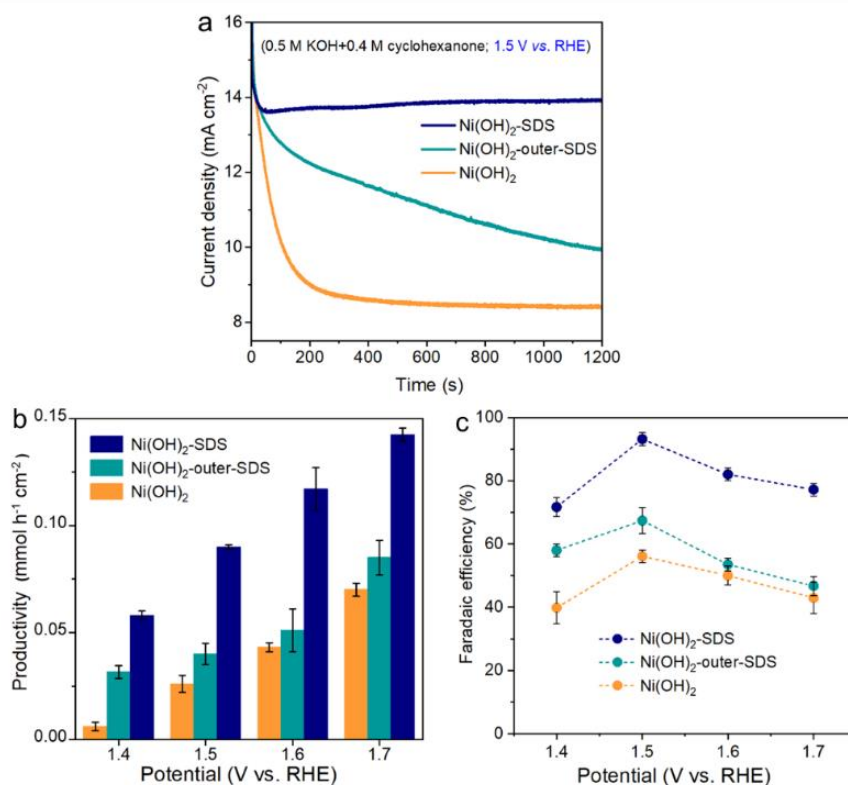 a
16
14
12
10
8
Current density (mA cm⁻²)
(0.5 M KOH+0.4 M cyclohexanone; 1.5 V vs. RHE)
Ni(OH)₂-SDS
Ni(OH)₂-outer-SDS
Ni(OH)₂
0 200 400 600 800 1000 1200
Time (s)
b
0.15
0.10
0.05
0.00
Productivity (mmol h⁻¹ cm⁻²)
Ni(OH)₂-SDS
Ni(OH)₂-outer-SDS
Ni(OH)₂
1.4 1.5 1.6 1.7
Potential (V vs. RHE)
c
100
80
60
40
20
0
Faradaic efficiency (%)
Ni(OH)₂-SDS
Ni(OH)₂-outer-SDS
Ni(OH)₂
1.4 1.5 1.6 1.7
Potential (V vs. RHE)